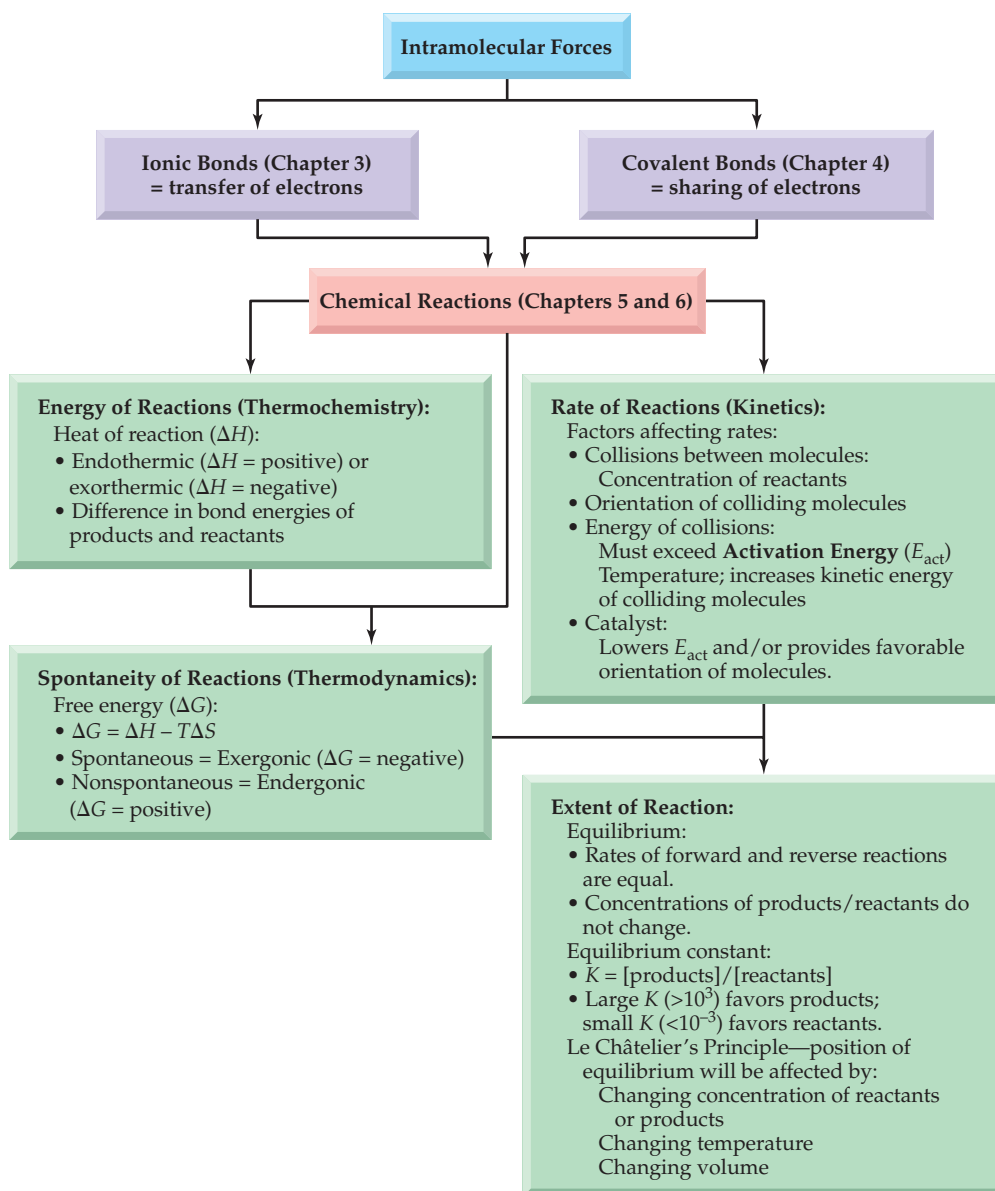 Intramolecular Forces
Ionic Bonds (Chapter 3)
= transfer of electrons
Covalent Bonds (Chapter 4)
= sharing of electrons
Chemical Reactions (Chapters 5 and 6)
Energy of Reactions (Thermochemistry):
Heat of reaction (ΔH):
• Endothermic (ΔH = positive) or
exorthermic (ΔH = negative)
• Difference in bond energies of
products and reactants
Rate of Reactions (Kinetics):
Factors affecting rates:
• Collisions between molecules:
Concentration of reactants
• Orientation of colliding molecules
• Energy of collisions:
Must exceed Activation Energy (E_act)
Temperature; increases kinetic energy
of colliding molecules
• Catalyst:
Lowers E_act and/or provides favorable
orientation of molecules.
Spontaneity of Reactions (Thermodynamics):
Free energy (ΔG):
• ΔG = ΔH – TΔS
• Spontaneous = Exergonic (ΔG = negative)
• Nonspontaneous = Endergonic
(ΔG = positive)
Extent of Reaction:
Equilibrium:
• Rates of forward and reverse reactions
are equal.
• Concentrations of products/reactants do
not change.
Equilibrium constant:
• K = [products]/[reactants]
• Large K (>10³) favors products;
small K (<10⁻³) favors reactants.
Le Châtelier's Principle—position of
equilibrium will be affected by:
Changing concentration of reactants
or products
Changing temperature
Changing volume